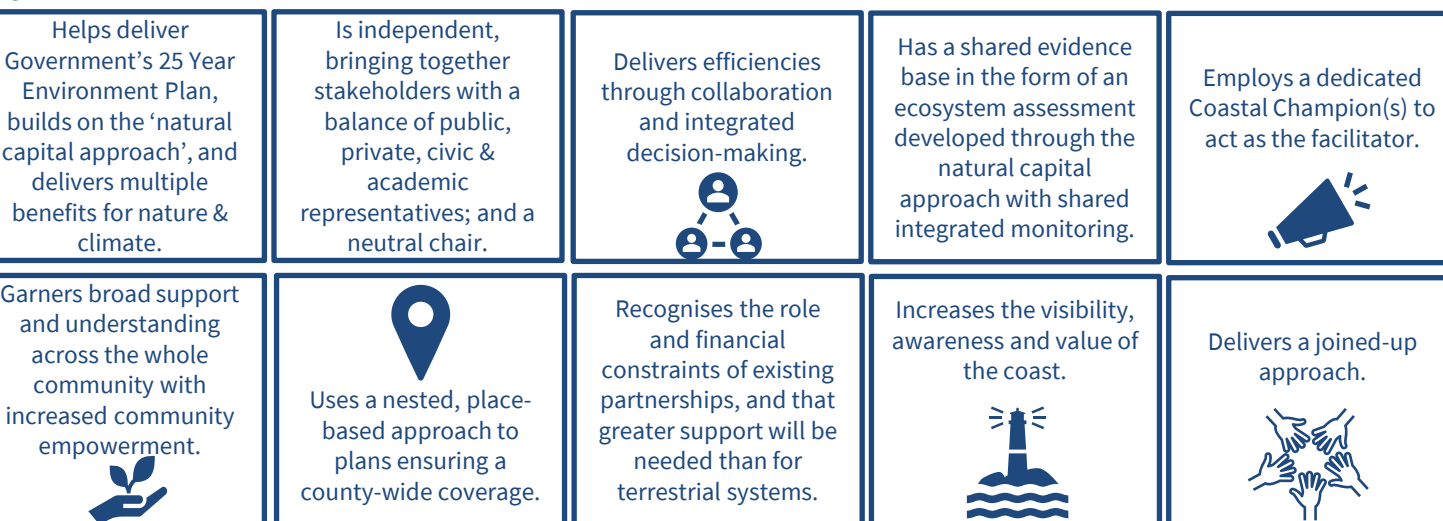 Helps deliver
Government's 25 Year
Environment Plan,
builds on the 'natural
capital approach', and
delivers multiple
benefits for nature &
climate.
Is independent,
bringing together
stakeholders with a
balance of public,
private, civic &
academic
representatives; and a
neutral chair.
Delivers efficiencies
through collaboration
and integrated
decision-making.
Has a shared evidence
base in the form of an
ecosystem assessment
developed through the
natural capital
approach with shared
integrated monitoring.
Employs a dedicated
Coastal Champion(s) to
act as the facilitator.
Garners broad support
and understanding
across the whole
community with
increased community
empowerment.
Uses a nested, place-
based approach to
plans ensuring a
county-wide coverage.
Recognises the role
and financial
constraints of existing
partnerships, and that
greater support will be
needed than for
terrestrial systems.
Increases the visibility,
awareness and value of
the coast.
Delivers a joined-up
approach.